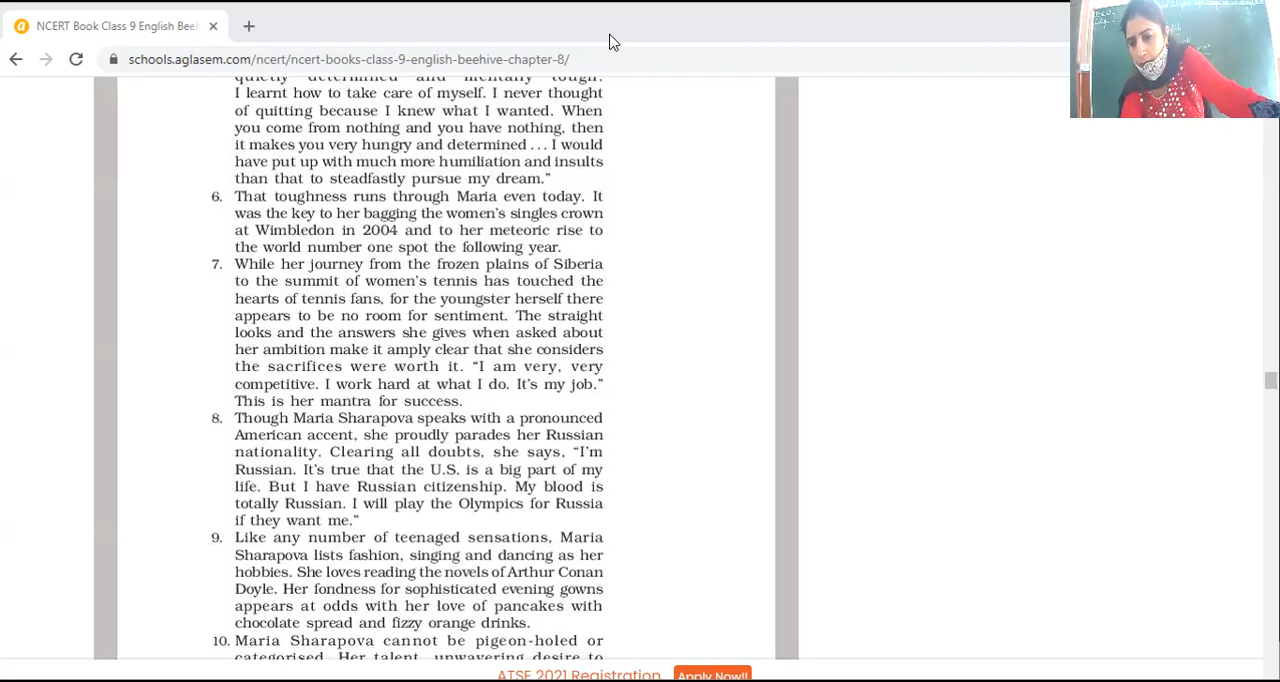 NCERT Book Class 9 English Bee
schools.aglasem.com/ncert/ncert-books-class-9-english-beehive-chapter-8/
quietly determined and mentally tough.
I learnt how to take care of myself. I never thought
of quitting because I knew what I wanted. When
you come from nothing and you have nothing, then
it makes you very hungry and determined . . . I would
have put up with much more humiliation and insults
than that to steadfastly pursue my dream.”
6. That toughness runs through Maria even today. It
was the key to her bagging the women’s singles crown
at Wimbledon in 2004 and to her meteoric rise to
the world number one spot the following year.
7. While her journey from the frozen plains of Siberia
to the summit of women’s tennis has touched the
hearts of tennis fans, for the youngster herself there
appears to be no room for sentiment. The straight
looks and the answers she gives when asked about
her ambition make it amply clear that she considers
the sacrifices were worth it. “I am very, very
competitive. I work hard at what I do. It’s my job.”
This is her mantra for success.
8. Though Maria Sharapova speaks with a pronounced
American accent, she proudly parades her Russian
nationality. Clearing all doubts, she says, “I’m
Russian. It’s true that the U.S. is a big part of my
life. But I have Russian citizenship. My blood is
totally Russian. I will play the Olympics for Russia
if they want me.”
9. Like any number of teenaged sensations, Maria
Sharapova lists fashion, singing and dancing as her
hobbies. She loves reading the novels of Arthur Conan
Doyle. Her fondness for sophisticated evening gowns
appears at odds with her love of pancakes with
chocolate spread and fizzy orange drinks.
10. Maria Sharapova cannot be pigeon-holed or
categorised. Her talent, unwavering desire to
ATSE 2021 Registration Apply Now!!